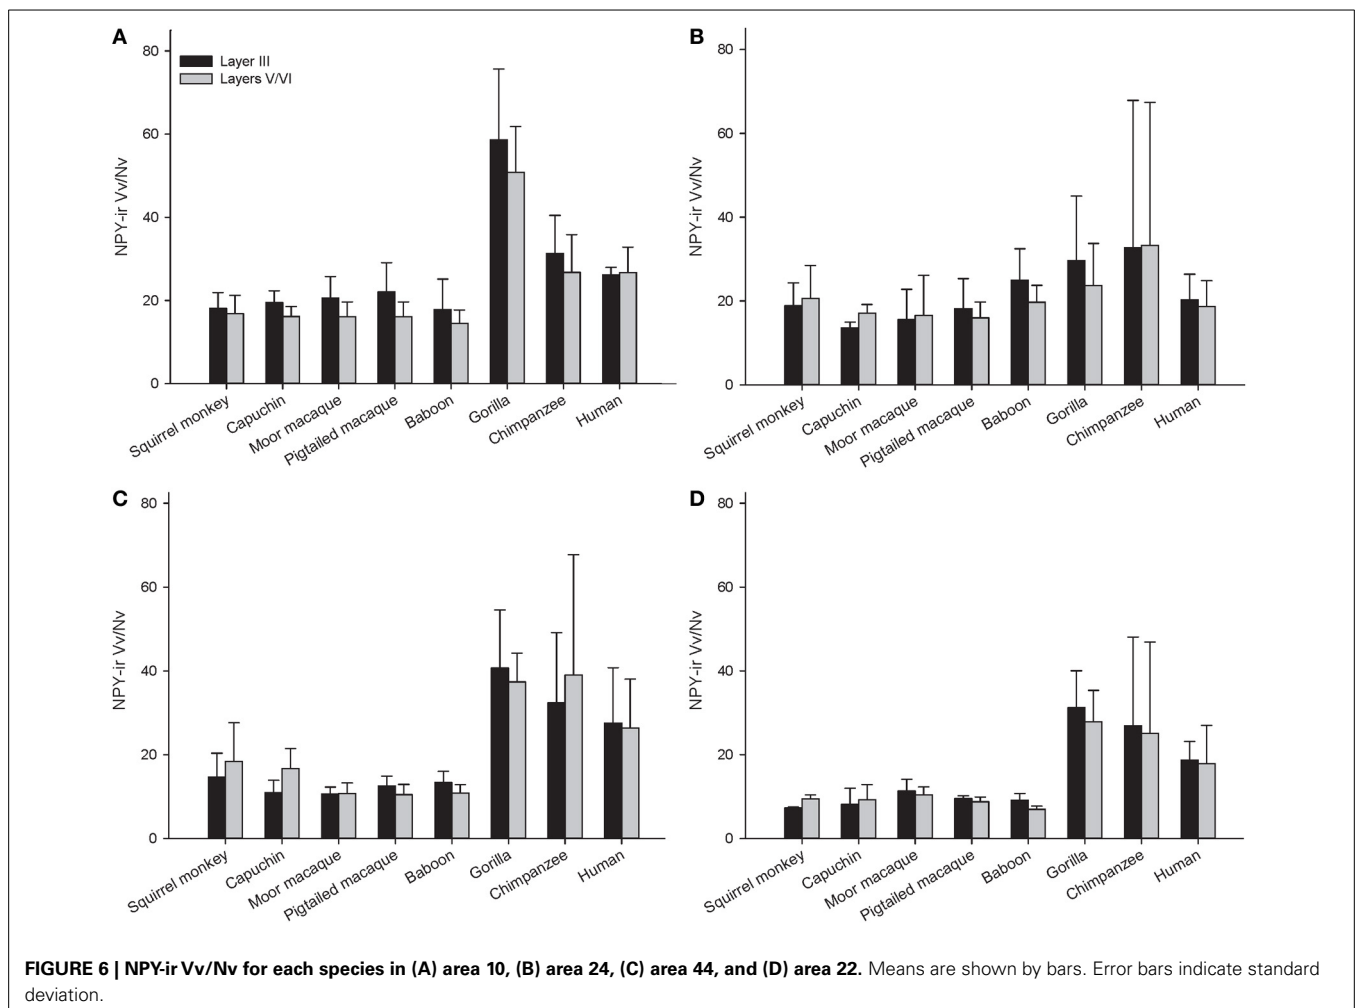 A
80
60
40
20
0
NPY-ir Vv/Nv
Layer III
Layers V/VI
Squirrel monkey
Capuchin
Moor macaque
Pigtailed macaque
Baboon
Gorilla
Chimpanzee
Human
B
80
60
40
20
0
NPY-ir Vv/Nv
Squirrel monkey
Capuchin
Moor macaque
Pigtailed macaque
Baboon
Gorilla
Chimpanzee
Human
C
80
60
40
20
0
NPY-ir Vv/Nv
Squirrel monkey
Capuchin
Moor macaque
Pigtailed macaque
Baboon
Gorilla
Chimpanzee
Human
D
80
60
40
20
0
NPY-ir Vv/Nv
Squirrel monkey
Capuchin
Moor macaque
Pigtailed macaque
Baboon
Gorilla
Chimpanzee
Human
FIGURE 6 | NPY-ir Vv/Nv for each species in (A) area 10, (B) area 24, (C) area 44, and (D) area 22. Means are shown by bars. Error bars indicate standard
deviation.